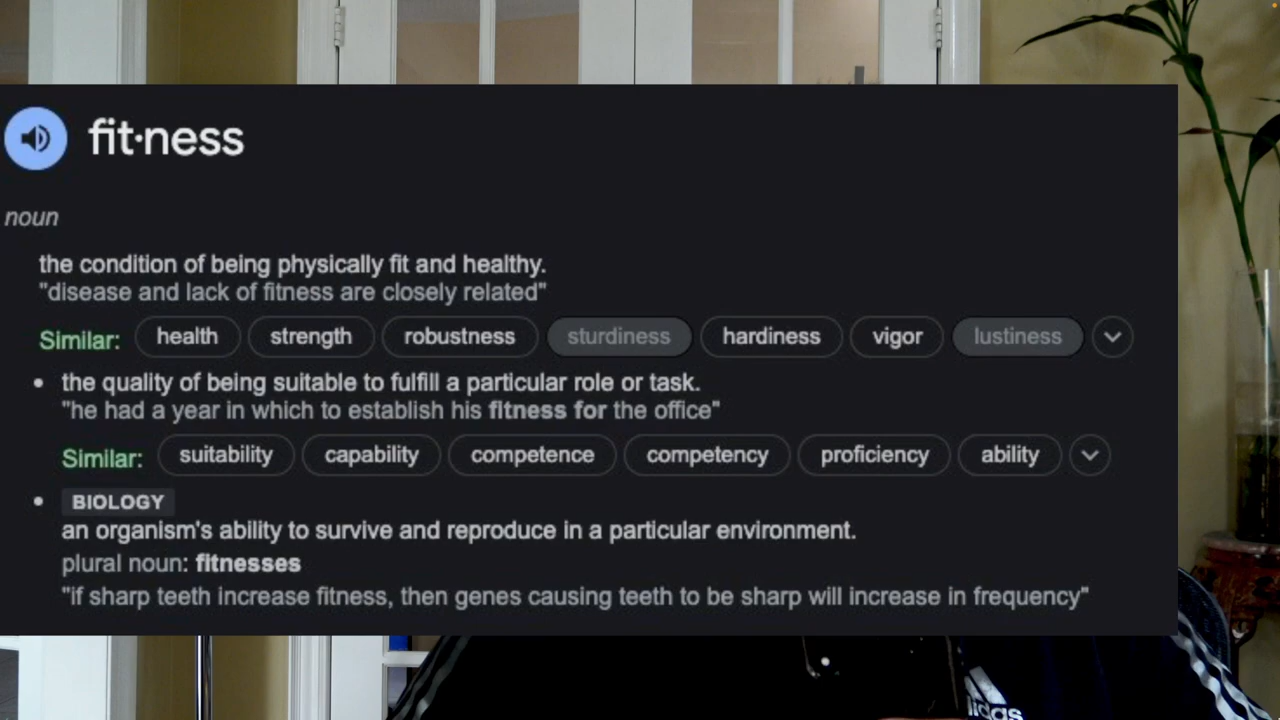 fit·ness
noun
the condition of being physically fit and healthy.
"disease and lack of fitness are closely related"
Similar: health strength robustness sturdiness hardiness vigor lustiness
the quality of being suitable to fulfill a particular role or task.
"he had a year in which to establish his fitness for the office"
Similar: suitability capability competence competency proficiency ability
BIOLOGY
an organism's ability to survive and reproduce in a particular environment.
plural noun: fitnesses
"if sharp teeth increase fitness, then genes causing teeth to be sharp will increase in frequency"
adidas